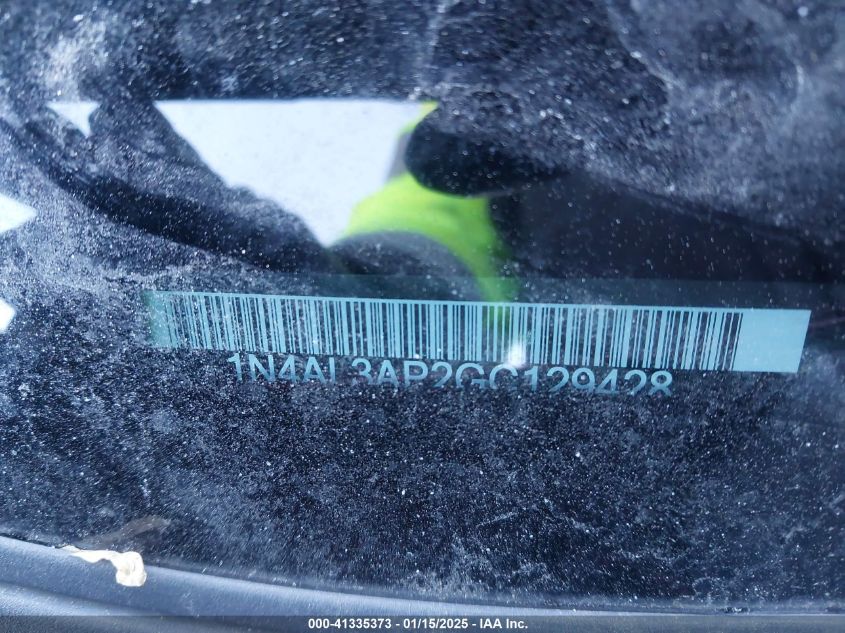 1N4AL3AP2GC129428
000-41335373 - 01/15/2025 - IAA, Inc.